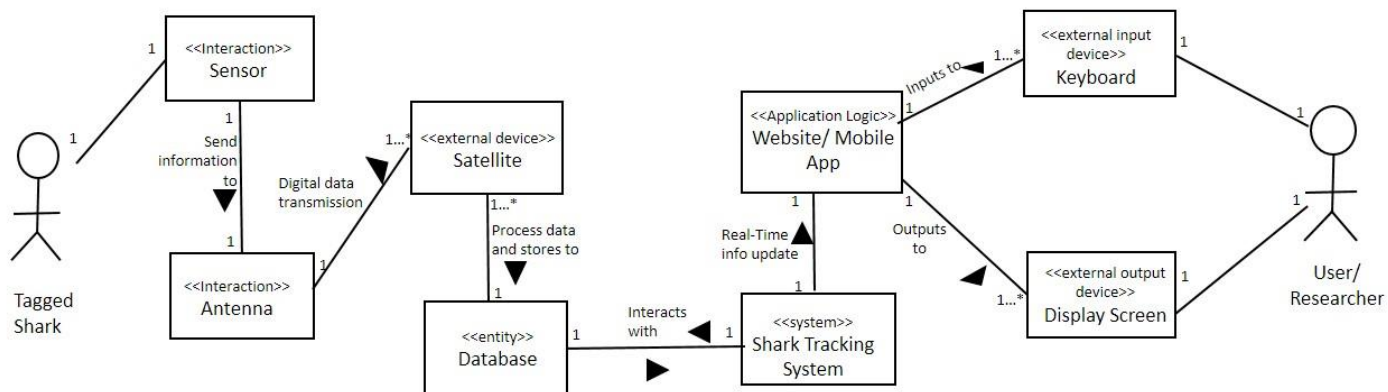 1
<<Interaction>>
Sensor
1
1
Send
information
to
1
<<Interaction>>
Antenna
Tagged
Shark
Digital data
transmission
1
1...*
<<external device>>
Satellite
1...*
Process data
and stores to
1
<<entity>>
Database
1
Interacts
with
1
<<system>>
Shark Tracking
System
1
Real-Time
info update
1
<<Application Logic>>
Website/ Mobile
App
1
Inputs to
1...*
<<external input
device>>
Keyboard
1
1
1
Outputs
to
1...*
<<external output
device>>
Display Screen
1
1
User/
Researcher